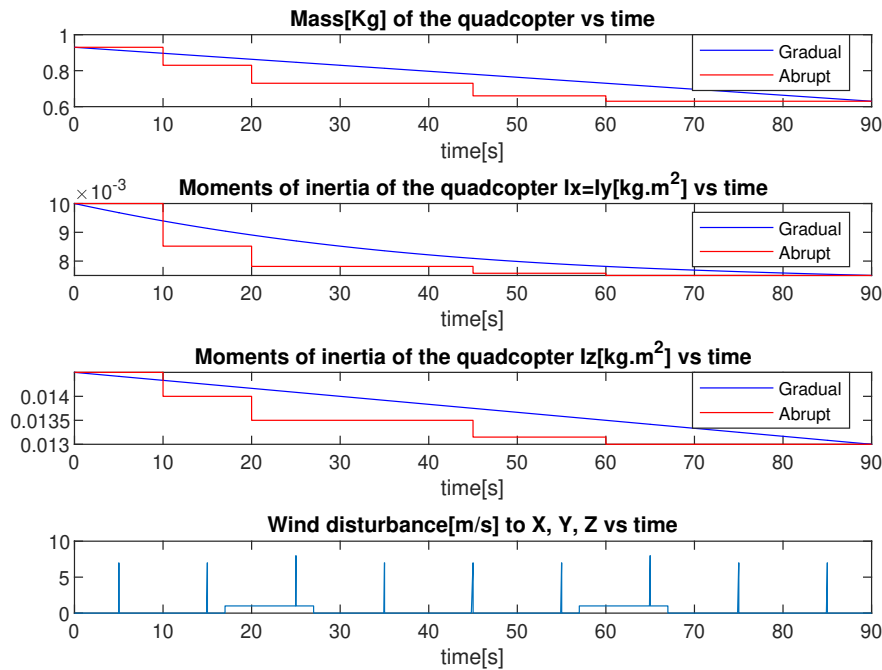 Mass[Kg] of the quadcopter vs time
1
0.8
0.6
Gradual
Abrupt
0 10 20 30 40 50 60 70 80 90
time[s]
×10⁻³
Moments of inertia of the quadcopter Ix=Iy[kg.m²] vs time
10
9
8
Gradual
Abrupt
0 10 20 30 40 50 60 70 80 90
time[s]
Moments of inertia of the quadcopter Iz[kg.m²] vs time
0.014
0.0135
0.013
Gradual
Abrupt
0 10 20 30 40 50 60 70 80 90
time[s]
Wind disturbance[m/s] to X, Y, Z vs time
10
5
0
0 10 20 30 40 50 60 70 80 90
time[s]